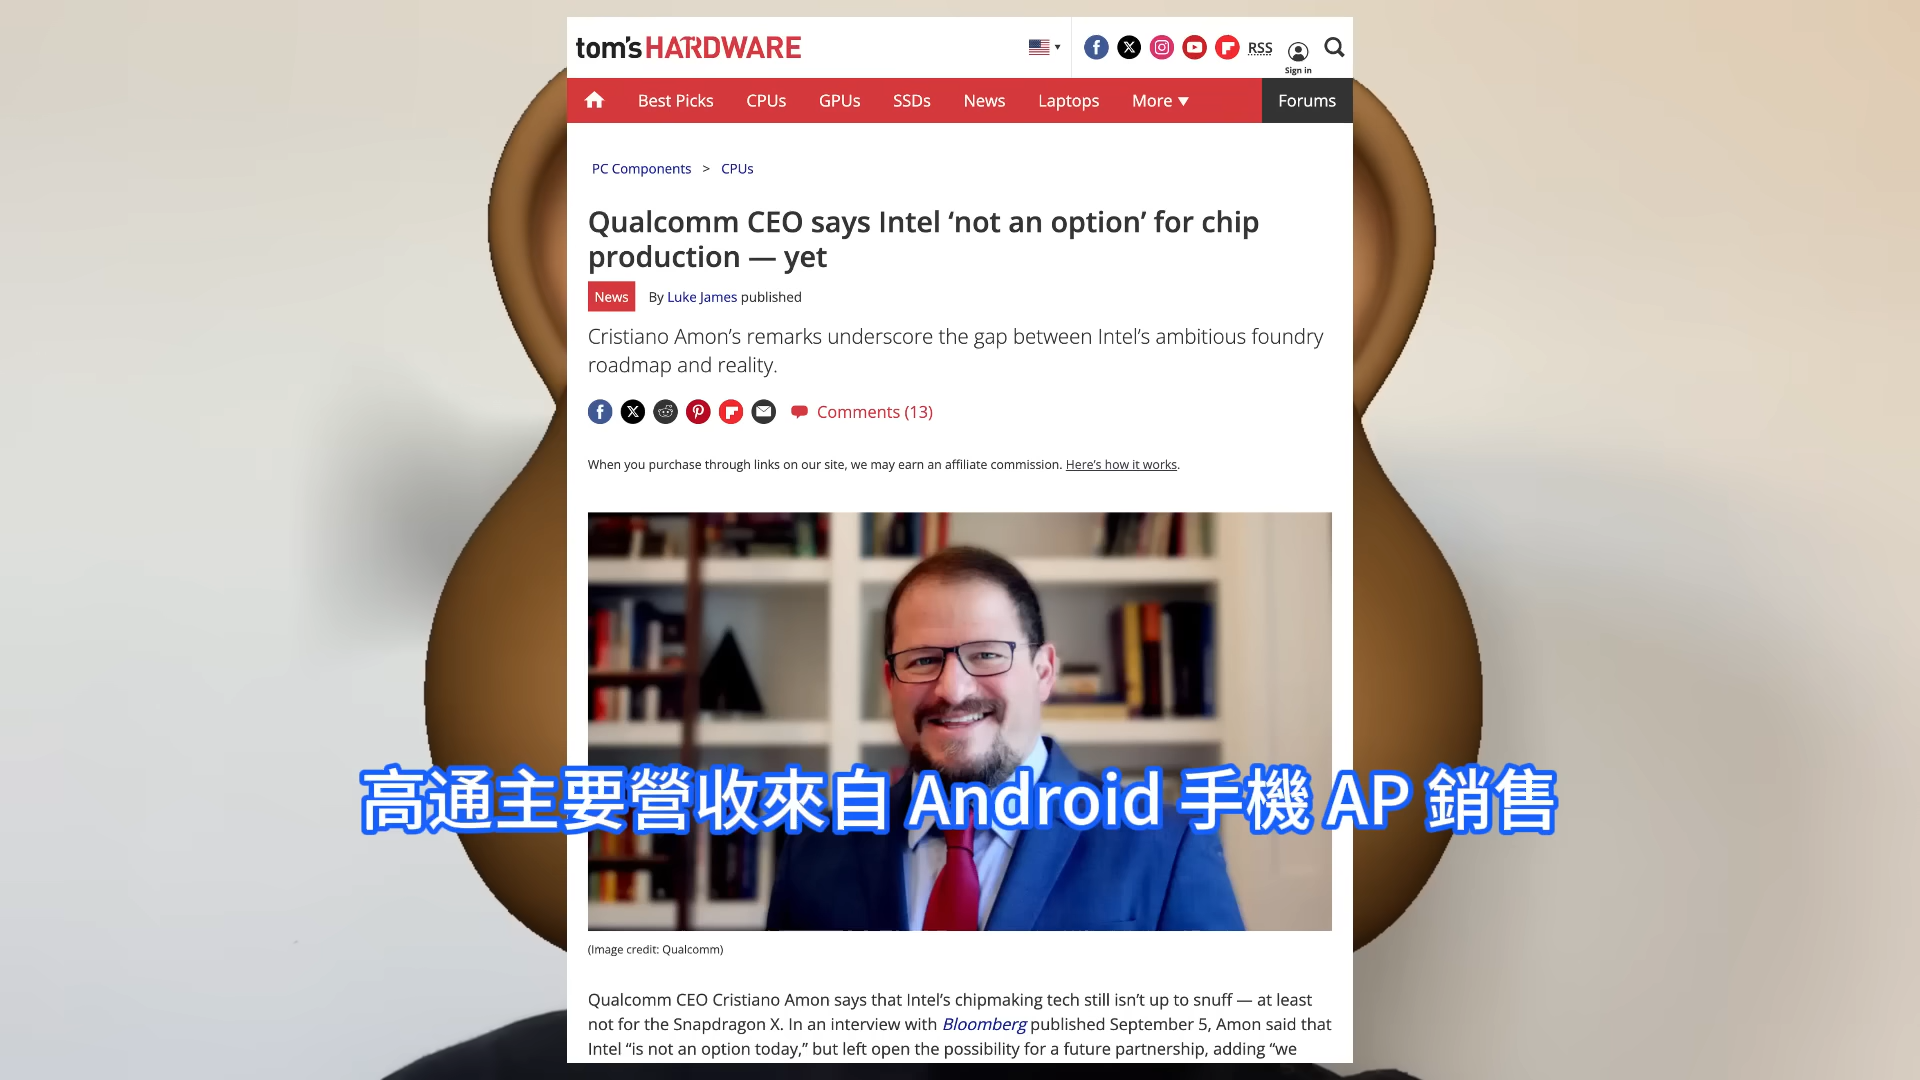 tom's HARDWARE
RSS
Sign in
Best Picks CPUs GPUs SSDs News Laptops More ▼ Forums
PC Components > CPUs
Qualcomm CEO says Intel ‘not an option’ for chip
production — yet
News By Luke James published
Cristiano Amon’s remarks underscore the gap between Intel’s ambitious foundry
roadmap and reality.
Comments (13)
When you purchase through links on our site, we may earn an affiliate commission. Here’s how it works.
高通主要營收來自 Android 手機 AP 銷售
(Image credit: Qualcomm)
Qualcomm CEO Cristiano Amon says that Intel’s chipmaking tech still isn’t up to snuff — at least
not for the Snapdragon X. In an interview with Bloomberg published September 5, Amon said that
Intel “is not an option today,” but left open the possibility for a future partnership, adding “we